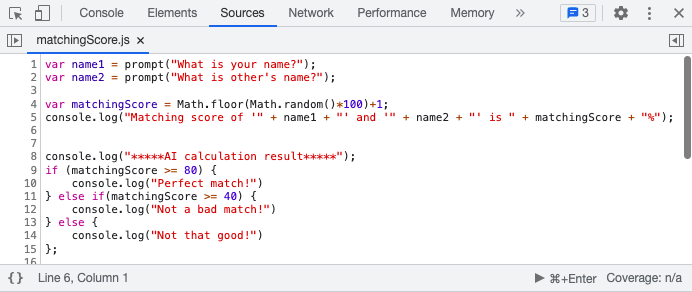 Console Elements Sources Network Performance Memory » 3
matchingScore.js ×
1 var name1 = prompt("What is your name?");
2 var name2 = prompt("What is other's name?");
3
4 var matchingScore = Math.floor(Math.random()*100)+1;
5 console.log("Matching score of '" + name1 + "' and '" + name2 + "' is " + matchingScore + "%");
6
7
8 console.log("*****AI calculation result*****");
9 if (matchingScore >= 80) {
10     console.log("Perfect match!")
11 } else if(matchingScore >= 40) {
12     console.log("Not a bad match!")
13 } else {
14     console.log("Not that good!")
15 };
16
{} Line 6, Column 1 ⌘+Enter Coverage: n/a